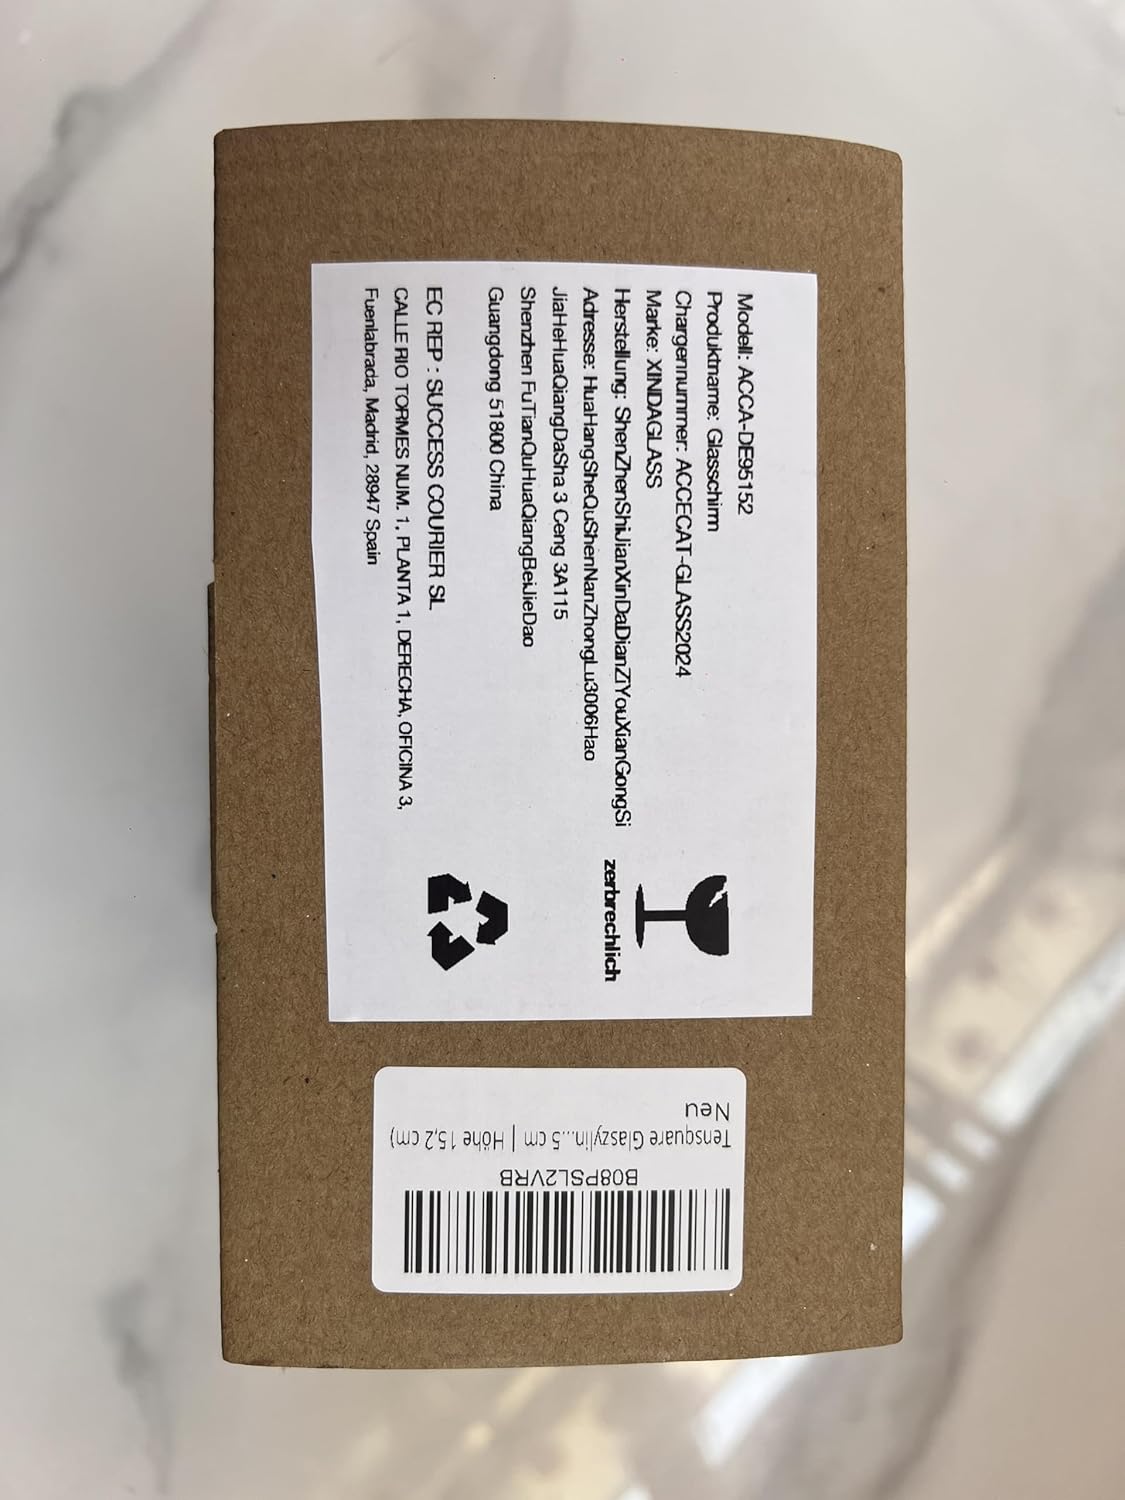 Modell: ACCA-DE95152
Produktname: Glasschirm
Chargennummer: ACCECAT-GLASS2024
Marke: XINDAGLASS
Herstellung: ShenZhenShiJianXinDaDianZiYouXianGongSi
Adresse: HuaHangSheQuShenNanZhongLu3006Hao
JiaHeHuaQiangDaSha 3 Ceng 3A115
Shenzhen FuTianQuHuaQiangBeiJieDao
Guangdong 51800 China
EC REP : SUCCESS COURIER SL
CALLE RIO TORMES NUM. 1, PLANTA 1, DERECHA, OFICINA 3,
Fuenlabrada, Madrid, 28947 Spain
zerbrechlich
B08PSL2VRB
Tensquare Glaszylin...5 cm | Höhe 15,2 cm)
Neu